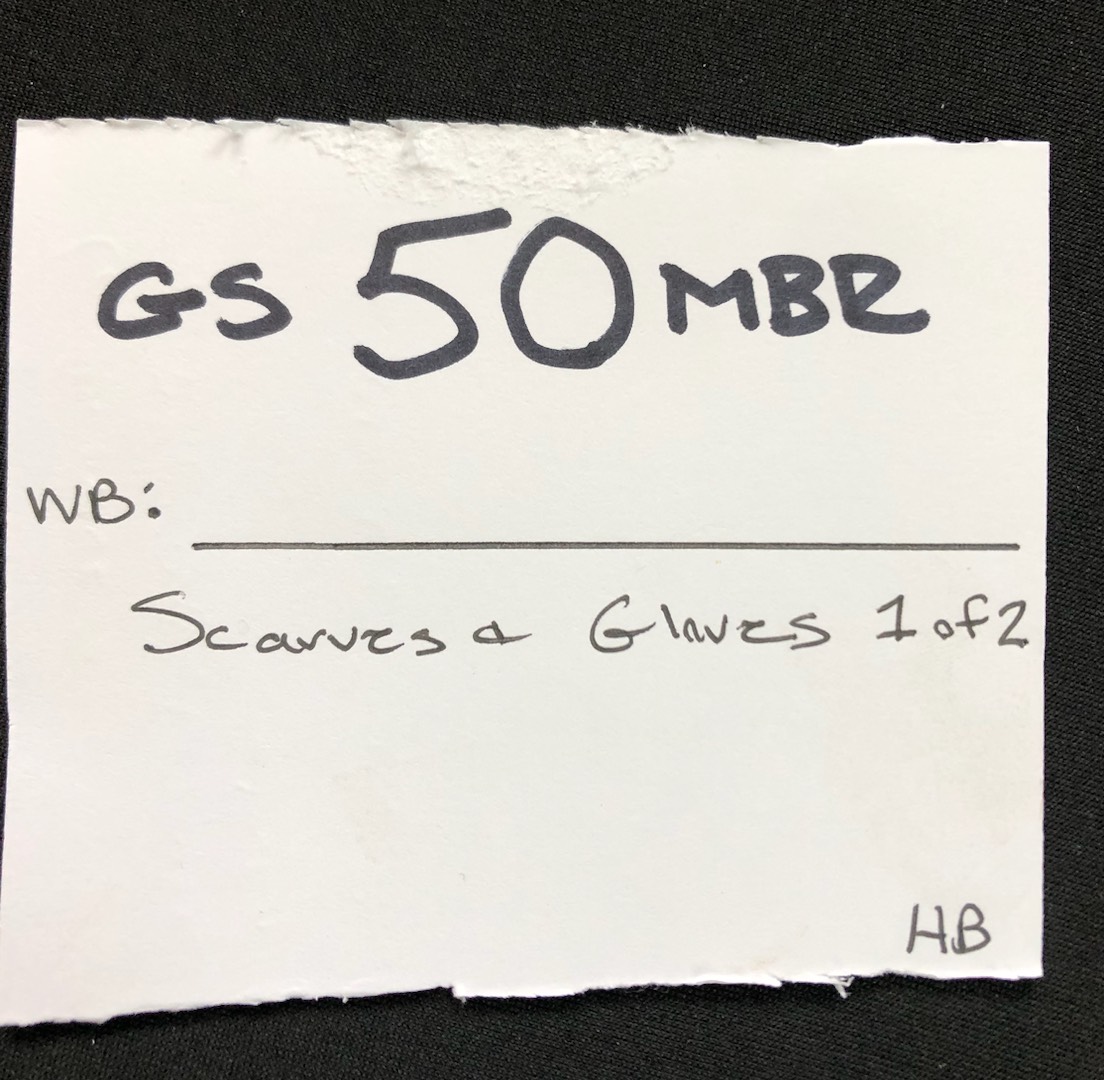 GS 50 MBR
WB:
Scarves & Gloves 1 of 2
HB